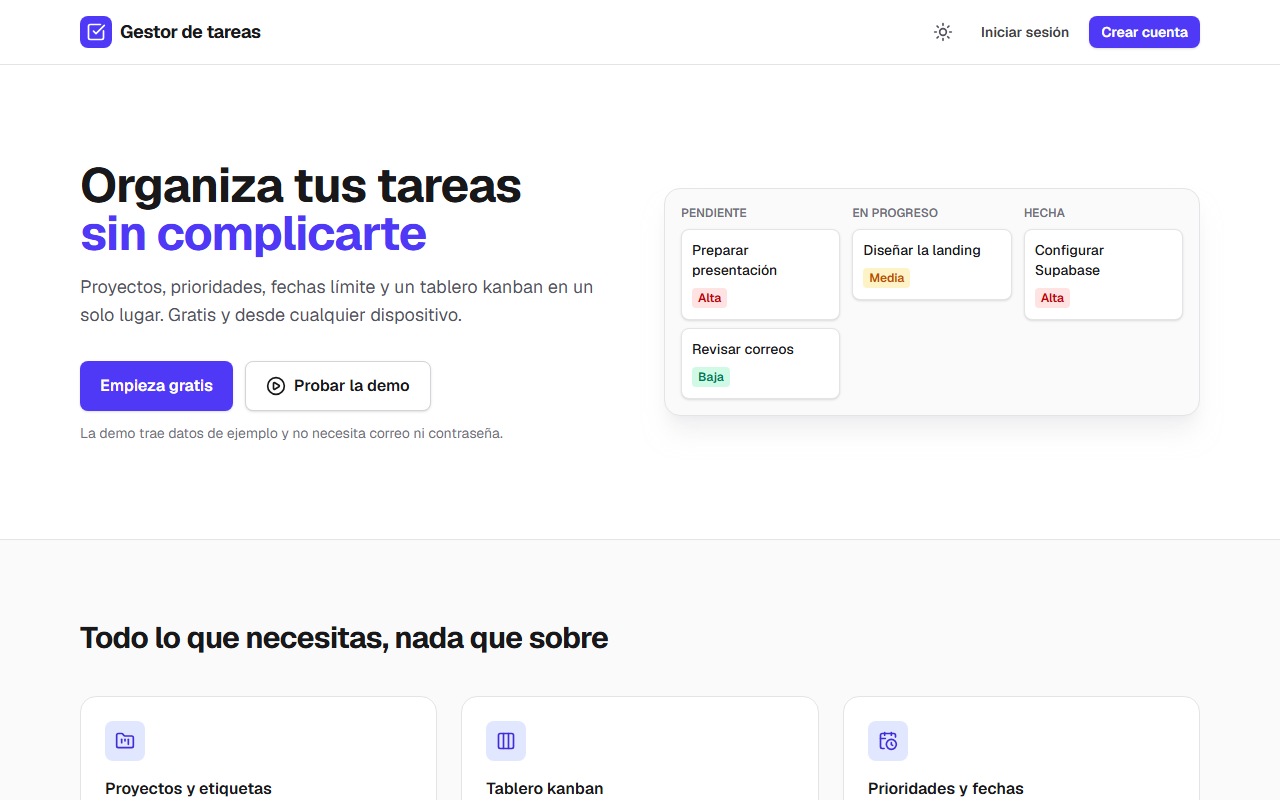 Gestor de tareas
Iniciar sesión
Crear cuenta
Organiza tus tareas
sin complicarte
Proyectos, prioridades, fechas límite y un tablero kanban en un
solo lugar. Gratis y desde cualquier dispositivo.
Empieza gratis
Probar la demo
La demo trae datos de ejemplo y no necesita correo ni contraseña.
PENDIENTE
Preparar
presentación
Alta
Revisar correos
Baja
EN PROGRESO
Diseñar la landing
Media
HECHA
Configurar
Supabase
Alta
Todo lo que necesitas, nada que sobre
Proyectos y etiquetas
Tablero kanban
Prioridades y fechas